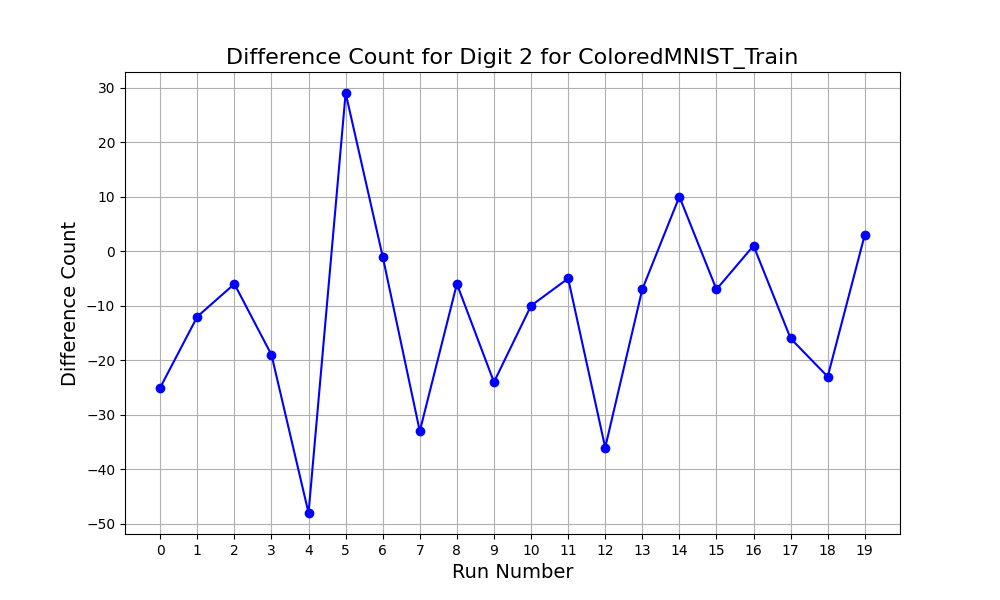 Difference Count for Digit 2 for ColoredMNIST_Train
30
20
10
0
−10
−20
−30
−40
−50
Difference Count
0 1 2 3 4 5 6 7 8 9 10 11 12 13 14 15 16 17 18 19
Run Number